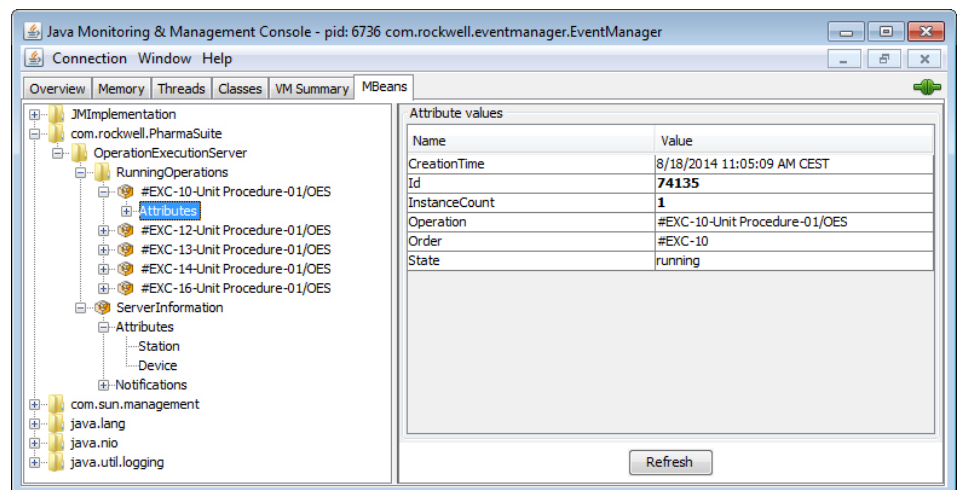 Java Monitoring & Management Console - pid: 6736 com.rockwell.eventmanager.EventManager
Connection Window Help
Overview Memory Threads Classes VM Summary MBeans
JMImplementation
com.rockwell.PharmaSuite
OperationExecutionServer
RunningOperations
#EXC-10-Unit Procedure-01/OES
Attributes
#EXC-12-Unit Procedure-01/OES
#EXC-13-Unit Procedure-01/OES
#EXC-14-Unit Procedure-01/OES
#EXC-16-Unit Procedure-01/OES
ServerInformation
Attributes
Station
Device
Notifications
com.sun.management
java.lang
java.nio
java.util.logging
Attribute values
Name Value
CreationTime 8/18/2014 11:05:09 AM CEST
Id 74135
InstanceCount 1
Operation #EXC-10-Unit Procedure-01/OES
Order #EXC-10
State running
Refresh